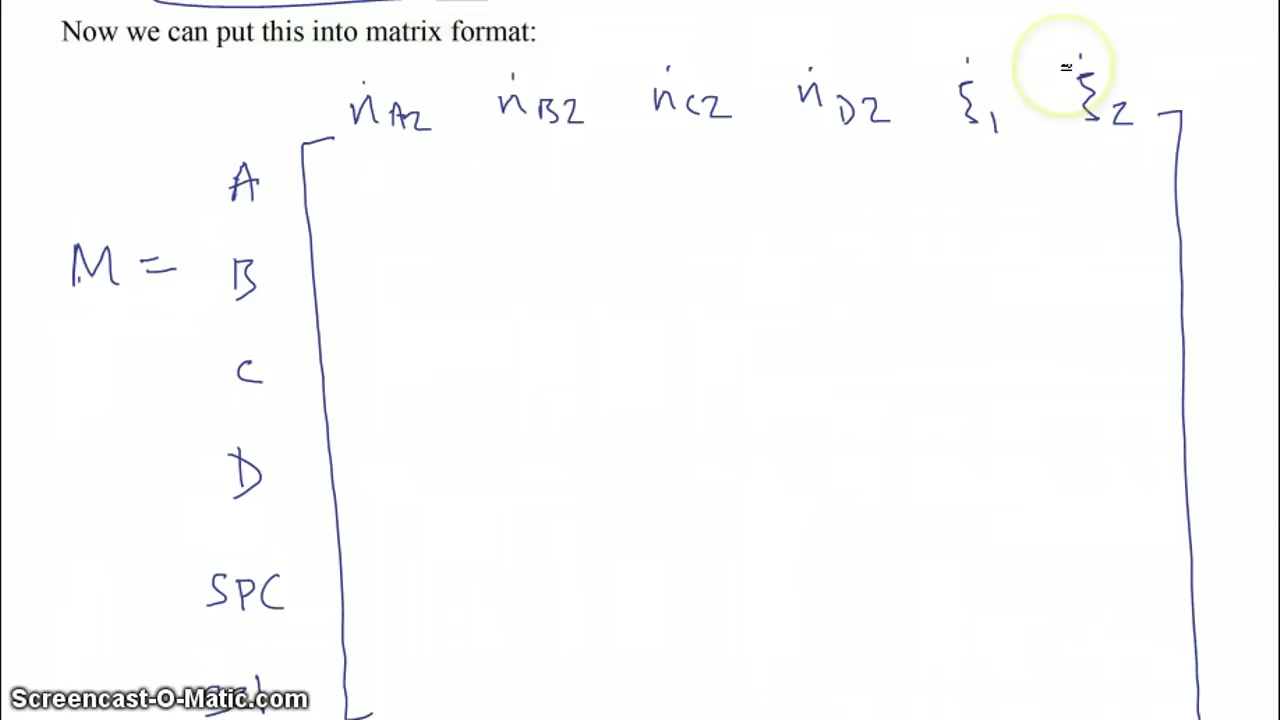 Now we can put this into matrix format:
ṅA2 ṅB2 ṅC2 ṅD2 ξ̇1 ξ̇2
A
M = B
C
D
SPC
Screencast-O-Matic.com